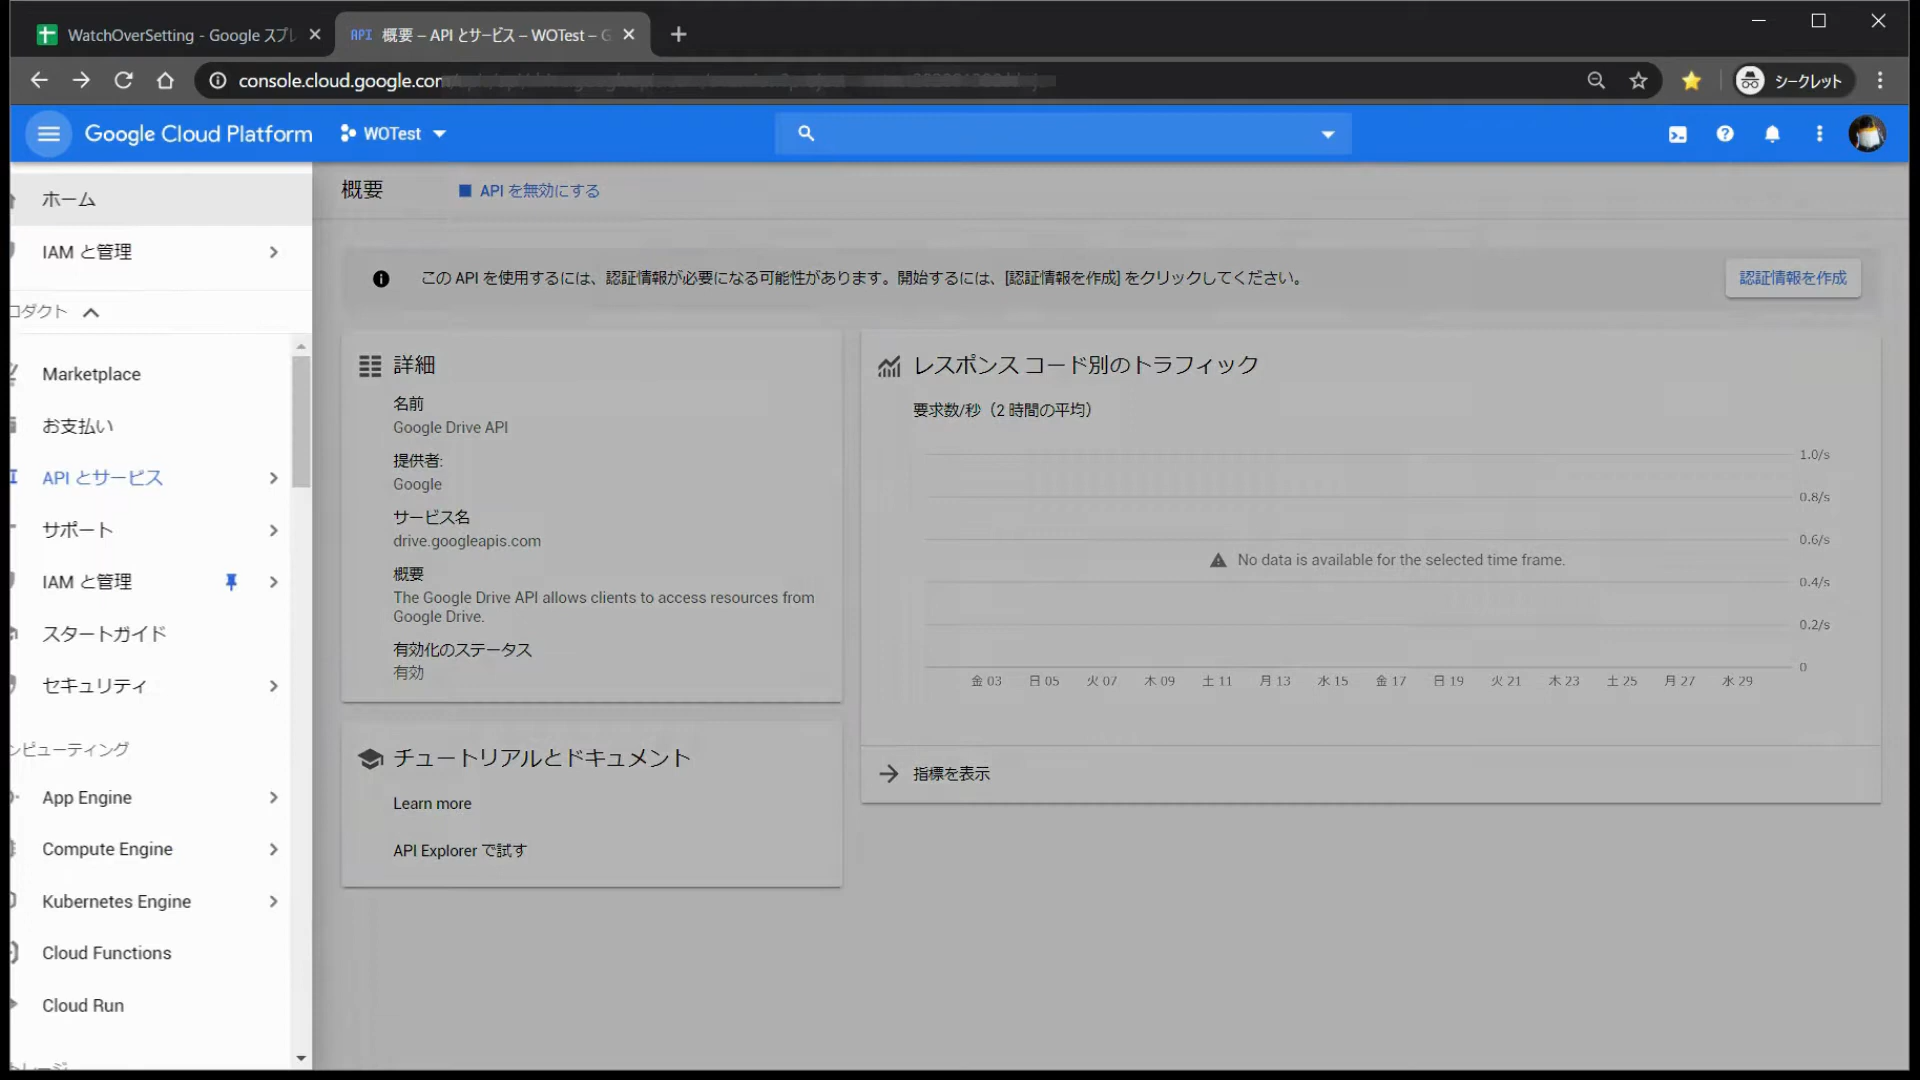 WatchOverSetting - Google スプレ
API 概要 – API とサービス – WOTest – G
console.cloud.google.com
シークレット
Google Cloud Platform
WOTest
ホーム
IAM と管理
ロダクト
Marketplace
お支払い
API とサービス
サポート
IAM と管理
スタートガイド
セキュリティ
ンピューティング
App Engine
Compute Engine
Kubernetes Engine
Cloud Functions
Cloud Run
トレージ
概要
API を無効にする
この API を使用するには、認証情報が必要になる可能性があります。開始するには、[認証情報を作成] をクリックしてください。
認証情報を作成
詳細
名前
Google Drive API
提供者:
Google
サービス名
drive.googleapis.com
概要
The Google Drive API allows clients to access resources from
Google Drive.
有効化のステータス
有効
チュートリアルとドキュメント
Learn more
API Explorer で試す
レスポンス コード別のトラフィック
要求数/秒（2 時間の平均）
1.0/s
0.8/s
0.6/s
No data is available for the selected time frame.
0.4/s
0.2/s
0
金 03 日 05 火 07 木 09 土 11 月 13 水 15 金 17 日 19 火 21 木 23 土 25 月 27 水 29
指標を表示